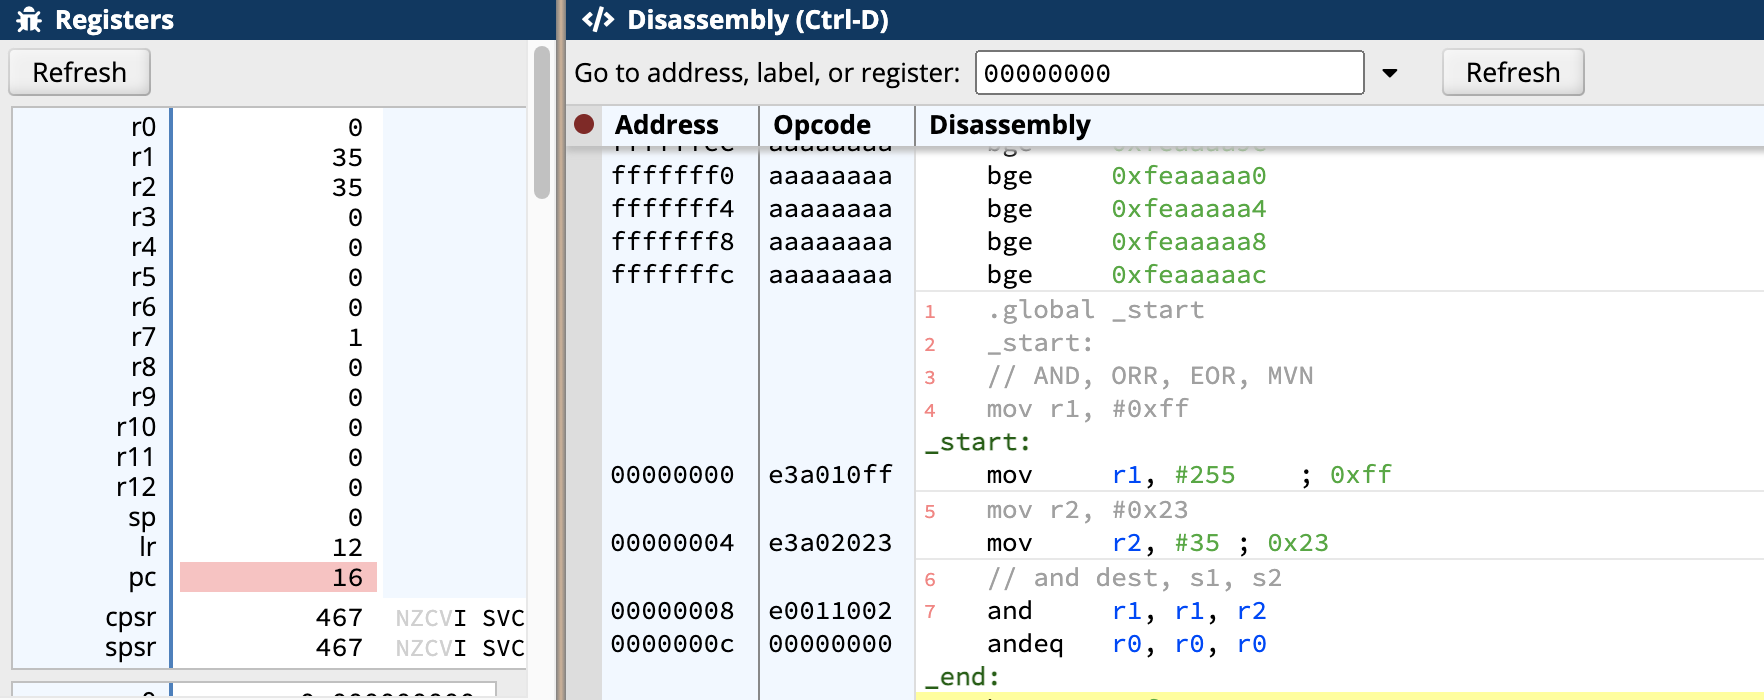 Registers
Refresh
r0 0
r1 35
r2 35
r3 0
r4 0
r5 0
r6 0
r7 1
r8 0
r9 0
r10 0
r11 0
r12 0
sp 0
lr 12
pc 16
cpsr 467 NZCVI SVC
spsr 467 NZCVI SVC
</> Disassembly (Ctrl-D)
Go to address, label, or register: 00000000 Refresh
Address Opcode Disassembly
fffffff0 aaaaaaaa bge 0xfeaaaaa0
fffffff4 aaaaaaaa bge 0xfeaaaaa4
fffffff8 aaaaaaaa bge 0xfeaaaaa8
fffffffc aaaaaaaa bge 0xfeaaaaac
1 .global _start
2 _start:
3 // AND, ORR, EOR, MVN
4 mov r1, #0xff
_start:
00000000 e3a010ff mov r1, #255 ; 0xff
5 mov r2, #0x23
00000004 e3a02023 mov r2, #35 ; 0x23
6 // and dest, s1, s2
00000008 e0011002 7 and r1, r1, r2
0000000c 00000000 andeq r0, r0, r0
_end: